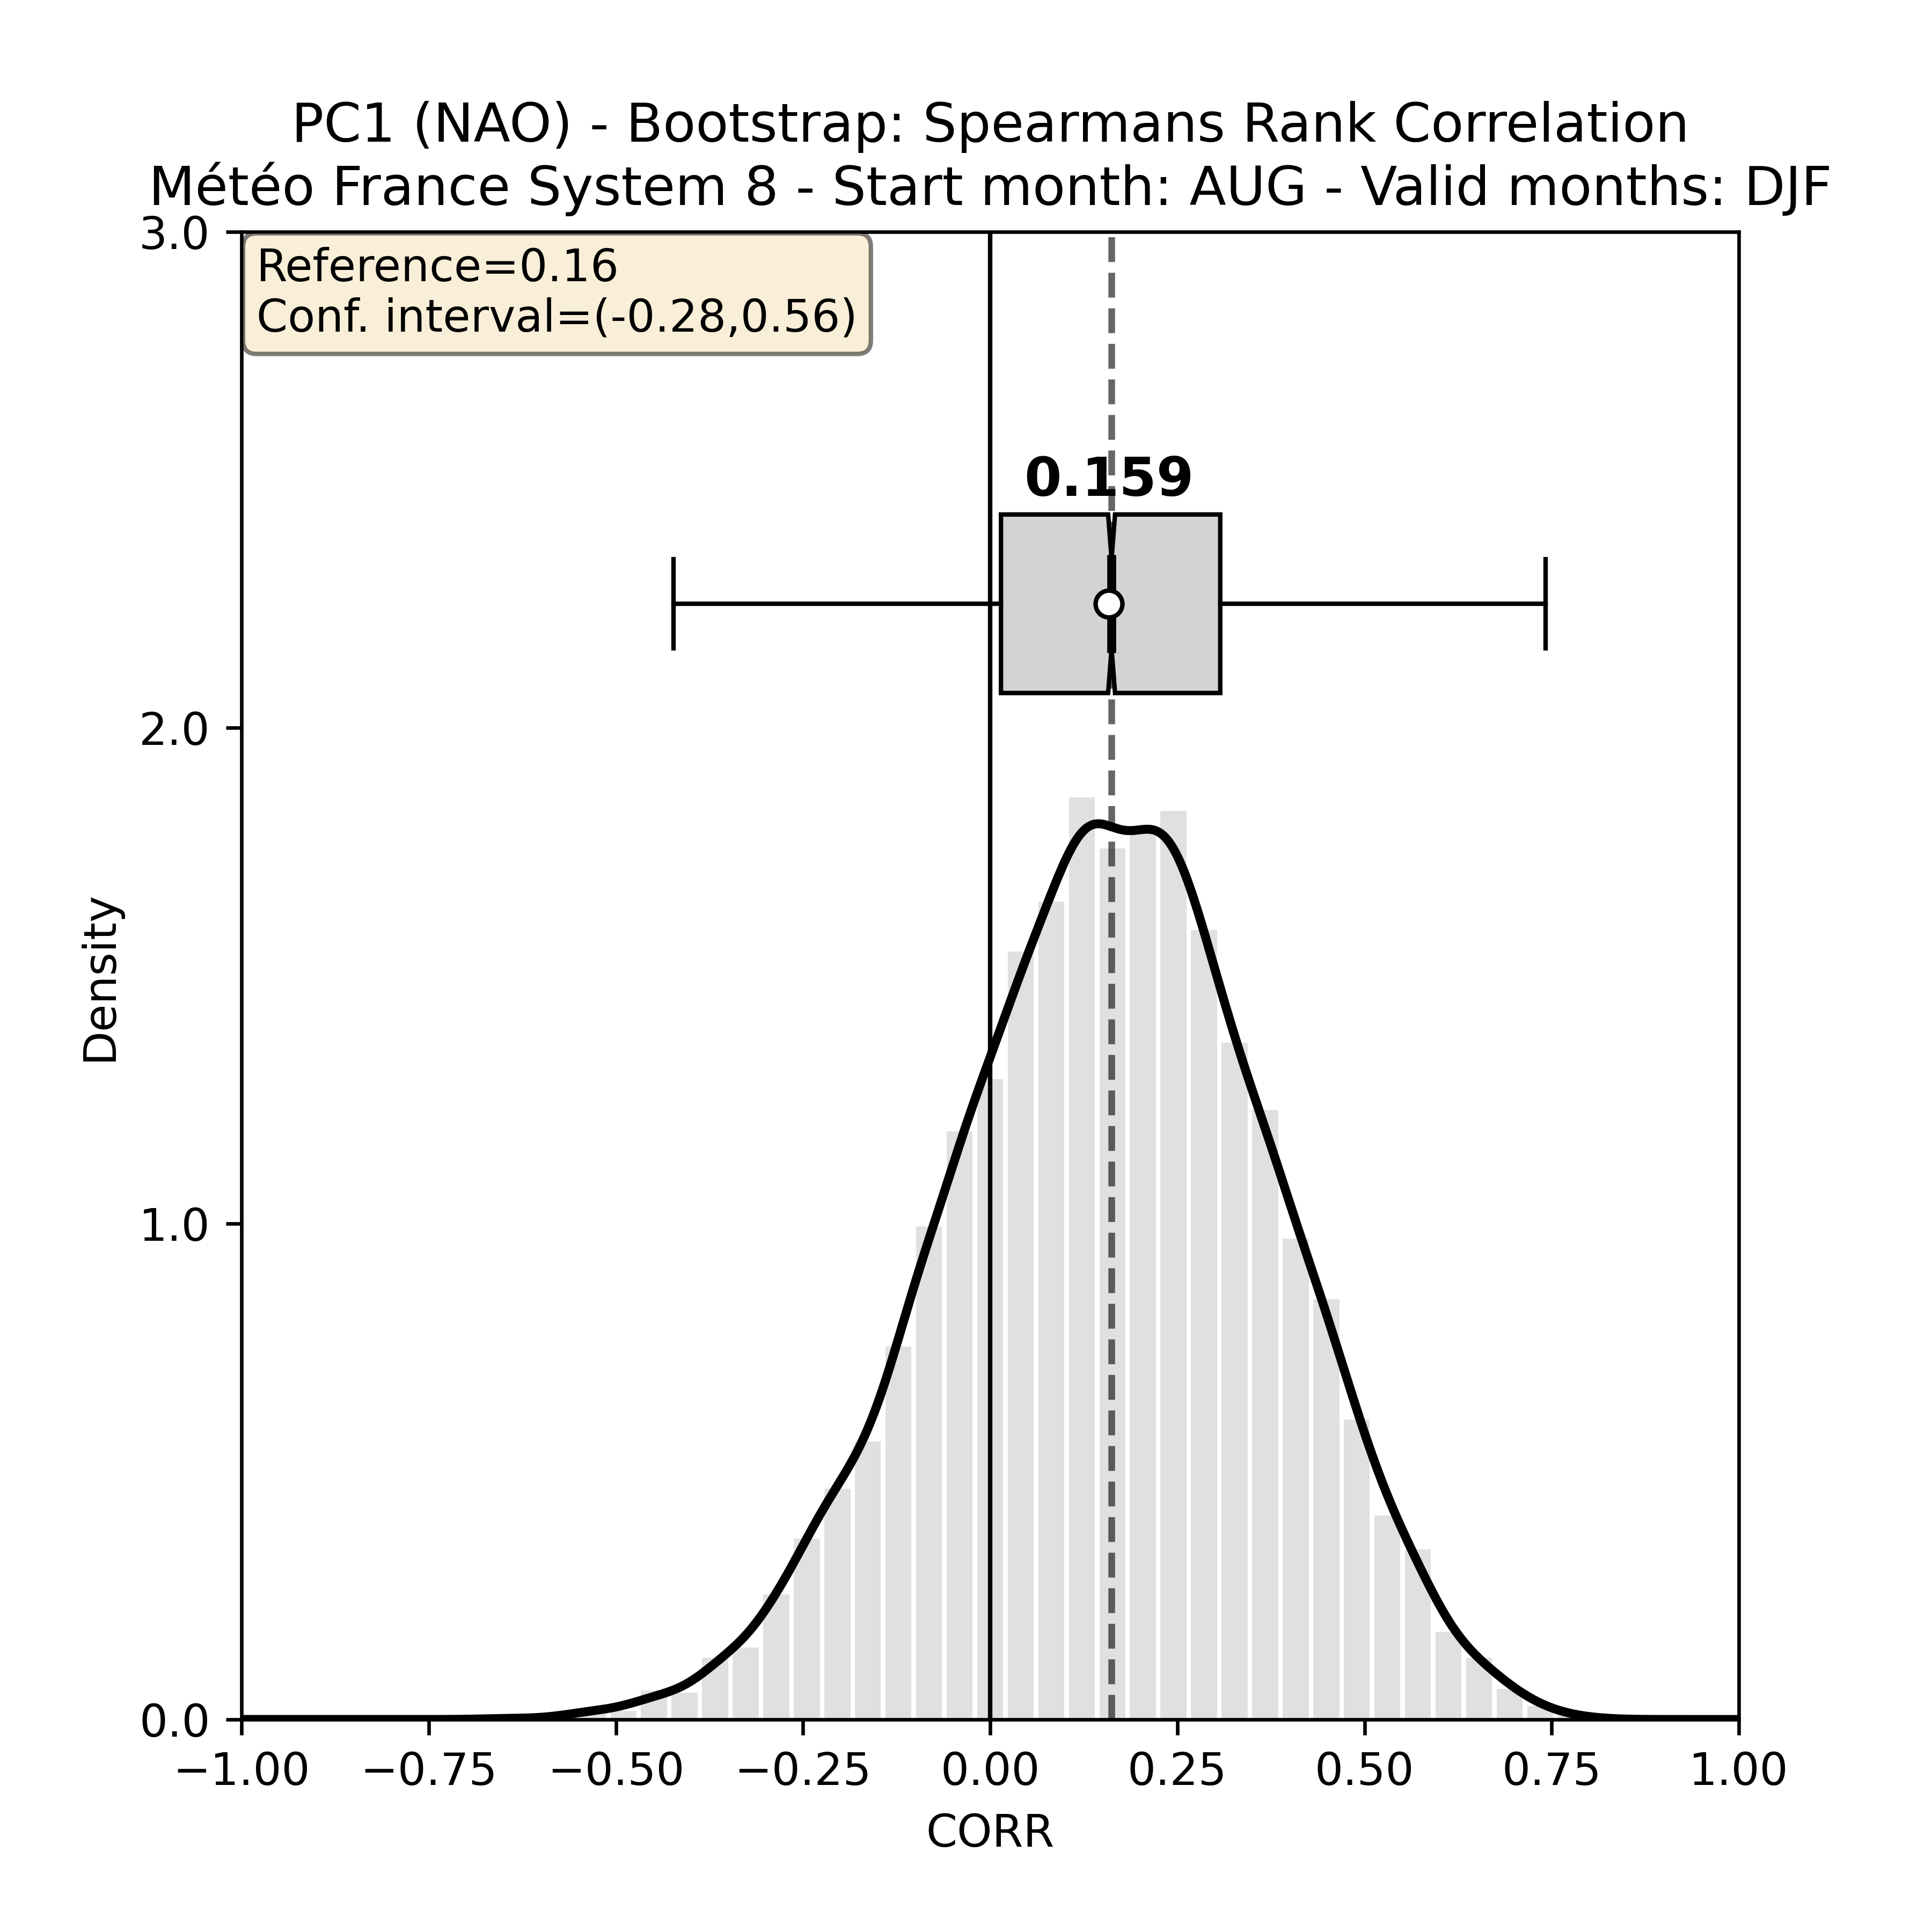 PC1 (NAO) - Bootstrap: Spearmans Rank Correlation
Météo France System 8 - Start month: AUG - Valid months: DJF
3.0
Reference=0.16
Conf. interval=(-0.28,0.56)
0.159
2.0
Density
1.0
0.0
−1.00 −0.75 −0.50 −0.25 0.00 0.25 0.50 0.75 1.00
CORR